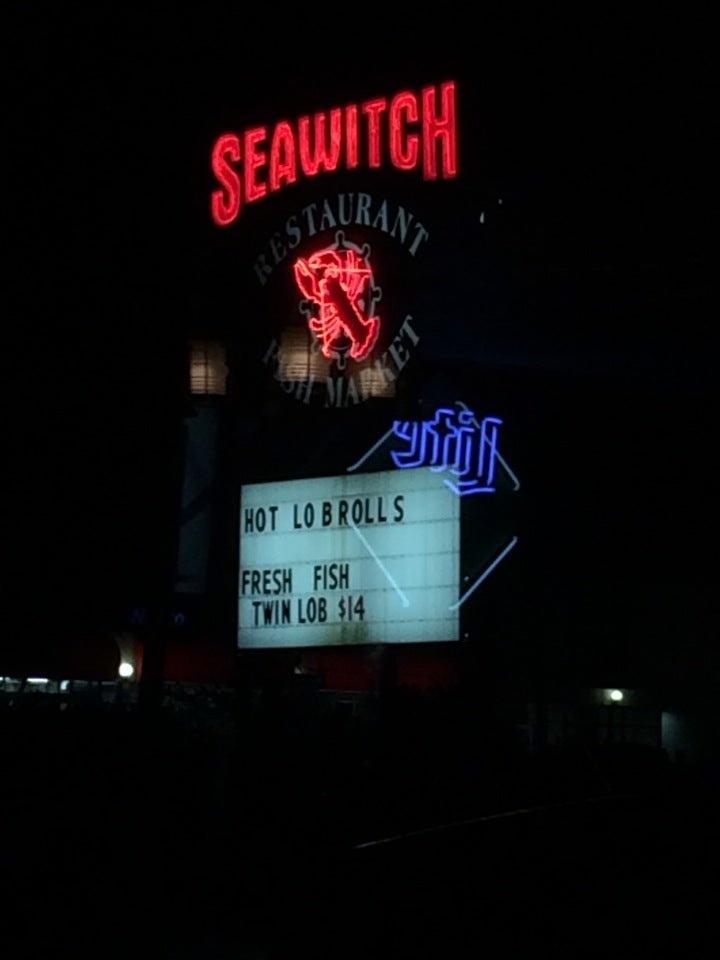 SEAWITCH
RESTAURANT
FISH MARKET
HOT LOBROLLS
FRESH FISH
TWIN LOB $14